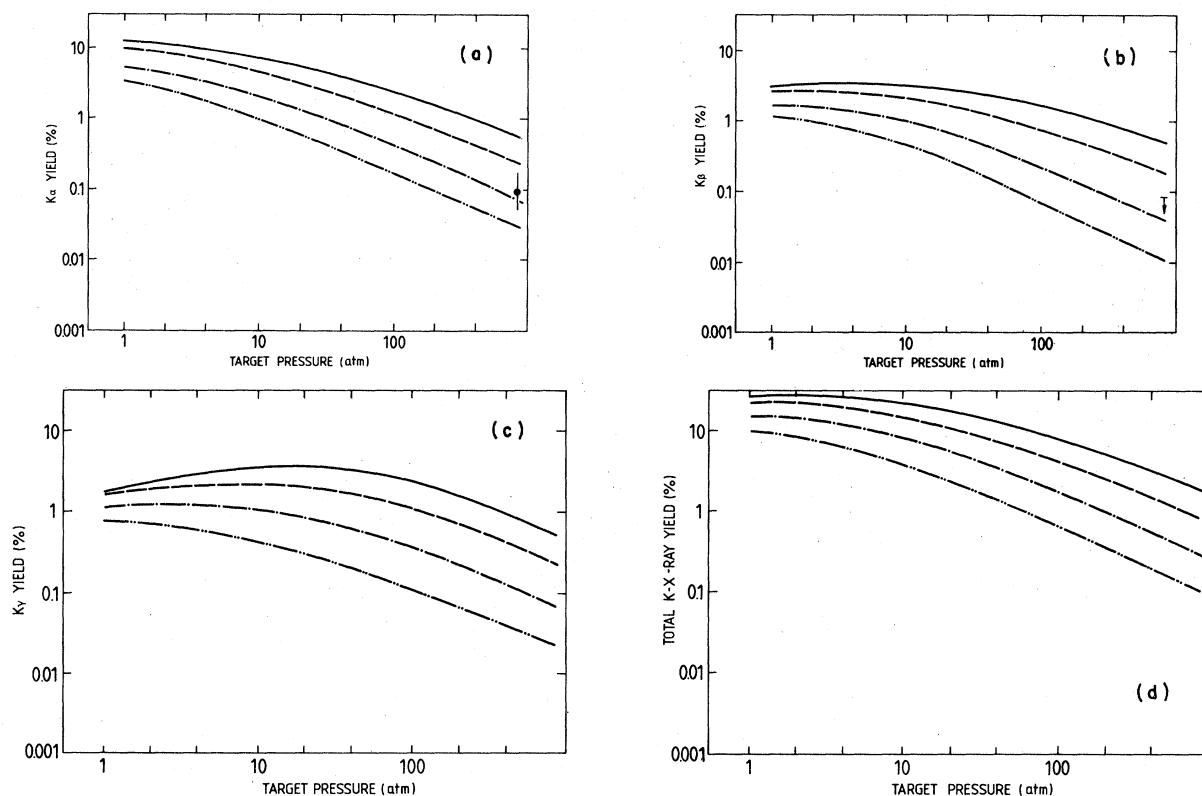 (a)
10
1
0.1
0.01
0.001
Kα YIELD (%)
1
10
100
TARGET PRESSURE (atm)
(b)
10
1
0.1
0.01
0.001
Kβ YIELD (%)
1
10
100
TARGET PRESSURE (atm)
(c)
10
1
0.1
0.01
0.001
Kγ YIELD (%)
1
10
100
TARGET PRESSURE (atm)
(d)
10
1
0.1
0.01
0.001
TOTAL K-X-RAY YIELD (%)
1
10
100
TARGET PRESSURE (atm)